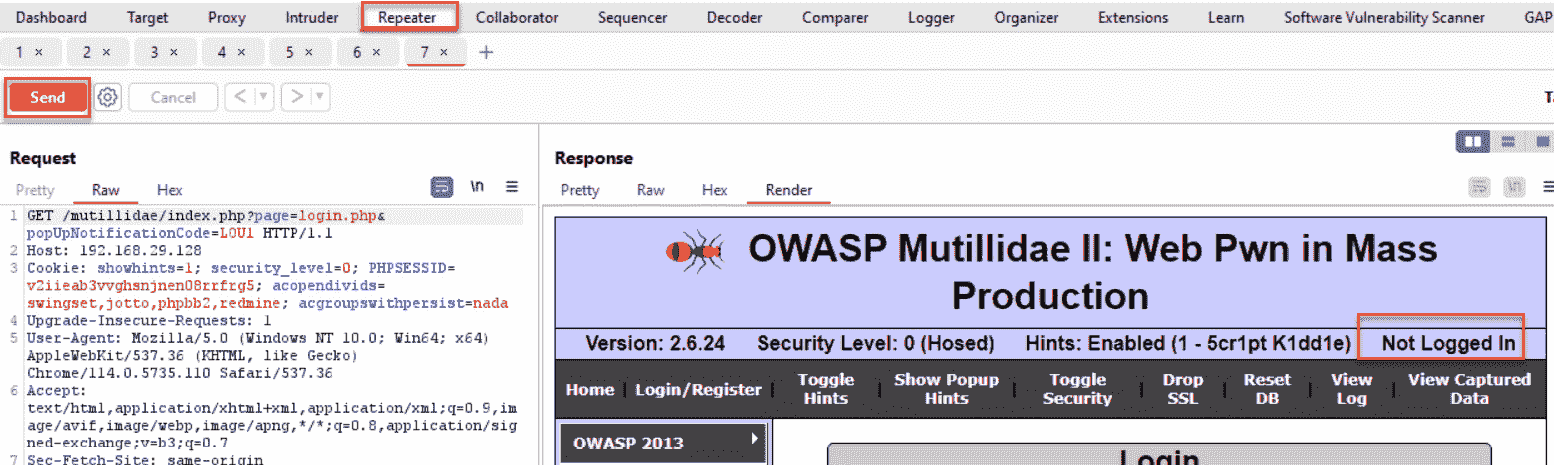 Dashboard Target Proxy Intruder Repeater Collaborator Sequencer Decoder Comparer Logger Organizer Extensions Learn Software Vulnerability Scanner GAP
1 × 2 × 3 × 4 × 5 × 6 × 7 × +
Send Cancel < >
Request
Pretty Raw Hex \n
1 GET /mutillidae/index.php?page=login.php&
popUpNotificationCode=LOU1 HTTP/1.1
2 Host: 192.168.29.128
3 Cookie: showhints=1; security_level=0; PHPSESSID=
v2iieab3vvghsnjnen08rrfrg5; acopendivids=
swingset,jotto,phpbb2,redmine; acgroupswithpersist=nada
4 Upgrade-Insecure-Requests: 1
5 User-Agent: Mozilla/5.0 (Windows NT 10.0; Win64; x64)
AppleWebKit/537.36 (KHTML, like Gecko)
Chrome/114.0.5735.110 Safari/537.36
6 Accept:
text/html,application/xhtml+xml,application/xml;q=0.9,im
age/avif,image/webp,image/apng,*/*;q=0.8,application/sig
ned-exchange;v=b3;q=0.7
7 Sec-Fetch-Site: same-origin
Response
Pretty Raw Hex Render \n
OWASP Mutillidae II: Web Pwn in Mass
Production
Version: 2.6.24 Security Level: 0 (Hosed) Hints: Enabled (1 - 5cr1pt K1dd1e) Not Logged In
Home Login/Register Toggle Hints Show Popup Hints Toggle Security Drop SSL Reset DB View Log View Captured Data
OWASP 2013
Login